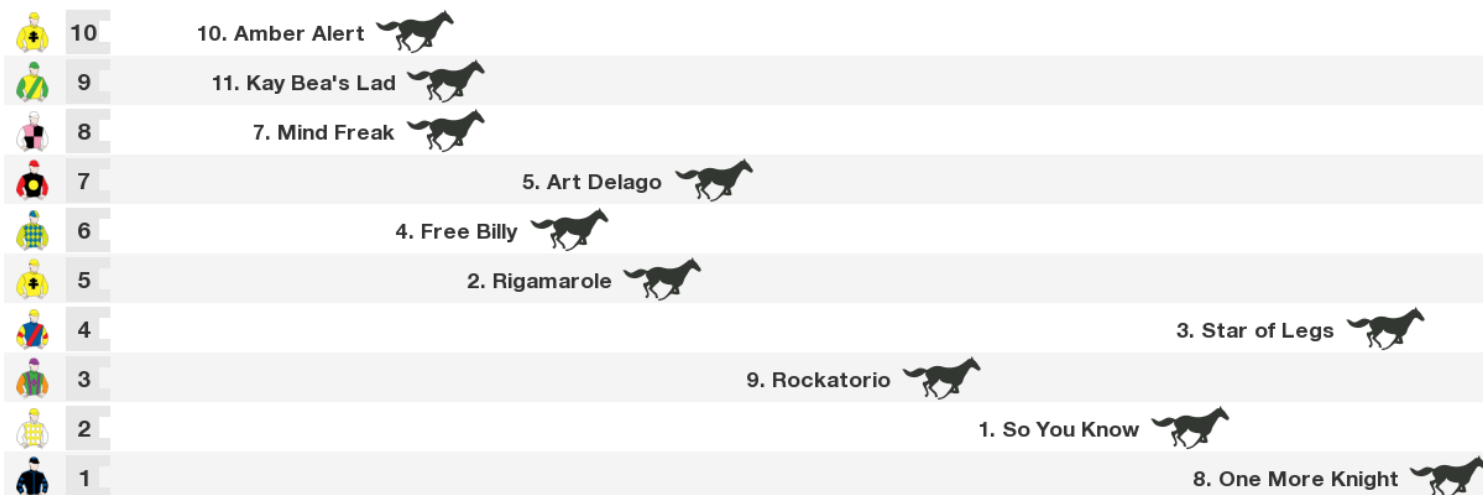 10 10. Amber Alert
9 11. Kay Bea's Lad
8 7. Mind Freak
7 5. Art Delago
6 4. Free Billy
5 2. Rigamarole
4 3. Star of Legs
3 9. Rockatorio
2 1. So You Know
1 8. One More Knight